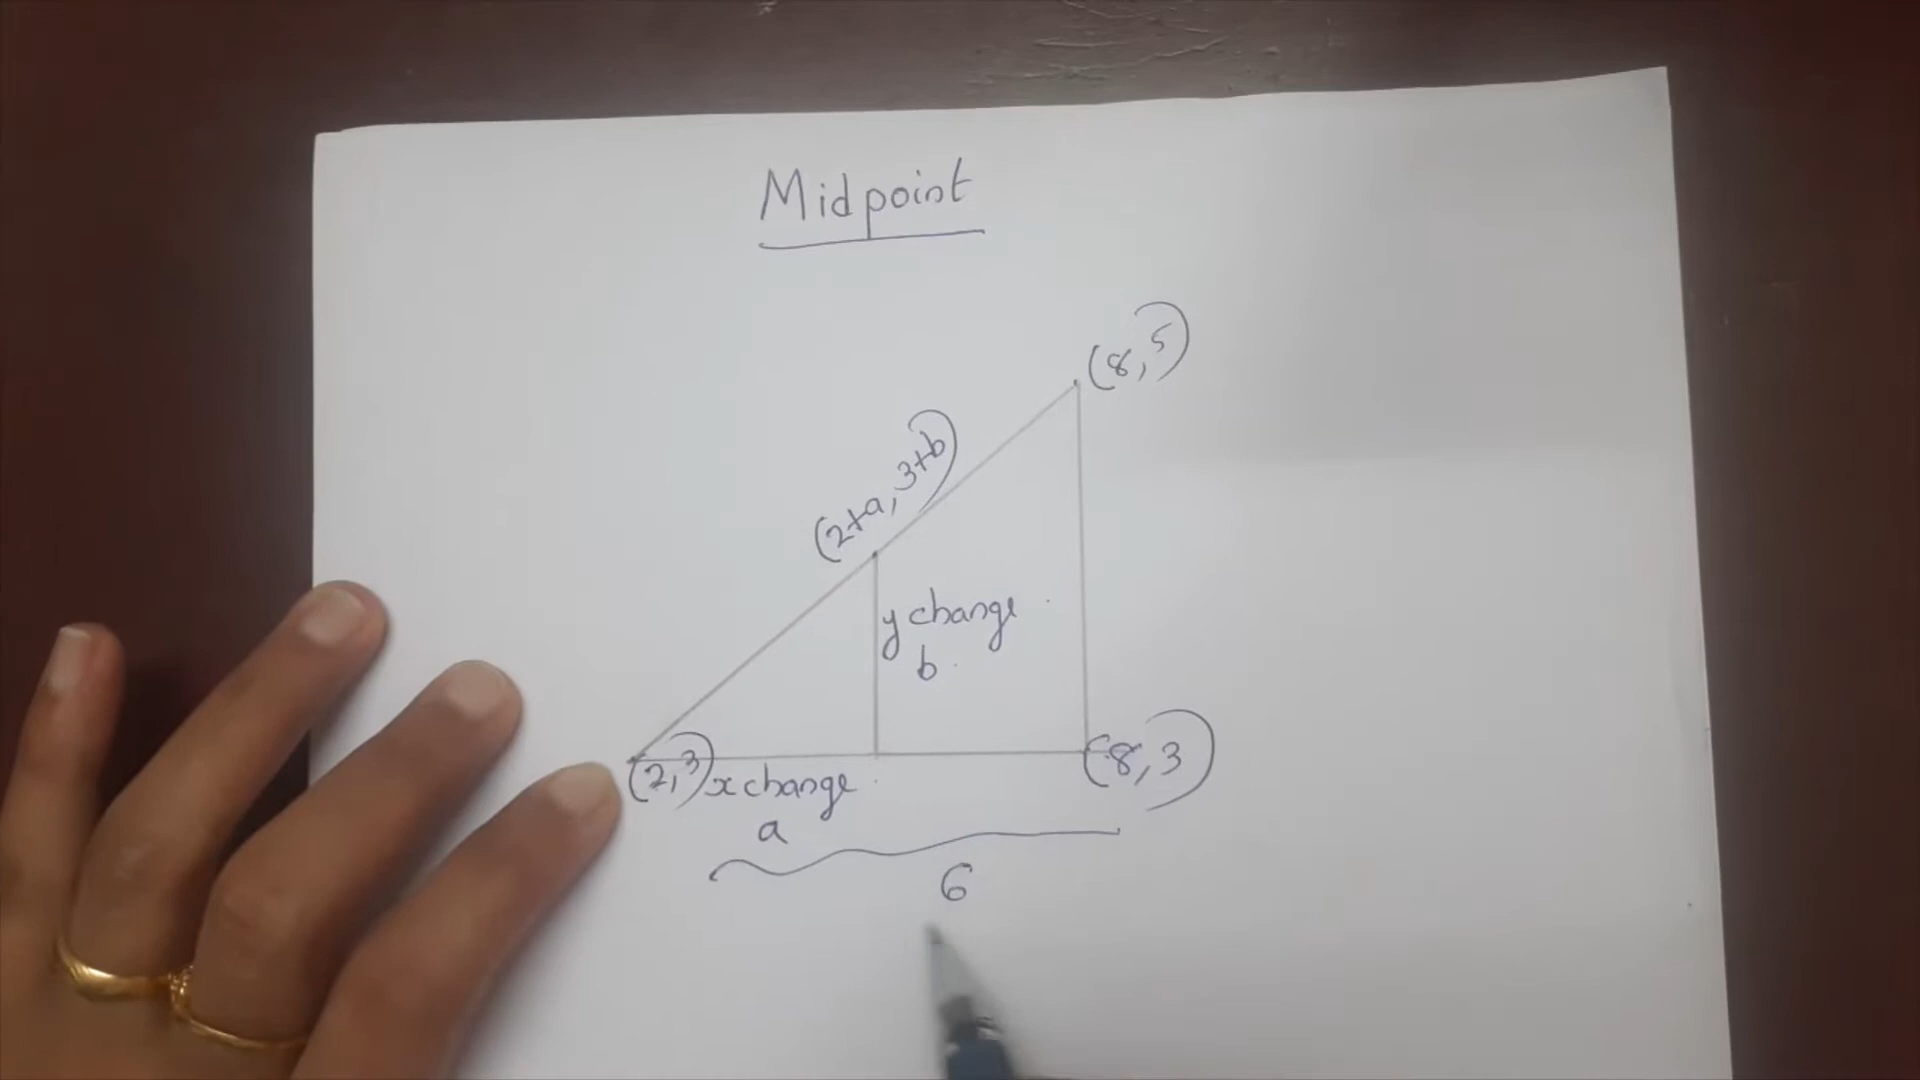 Midpoint
(8,5)
(2+a, 3+b)
y change
b
(2,3)
x change
(8,3)
a
6